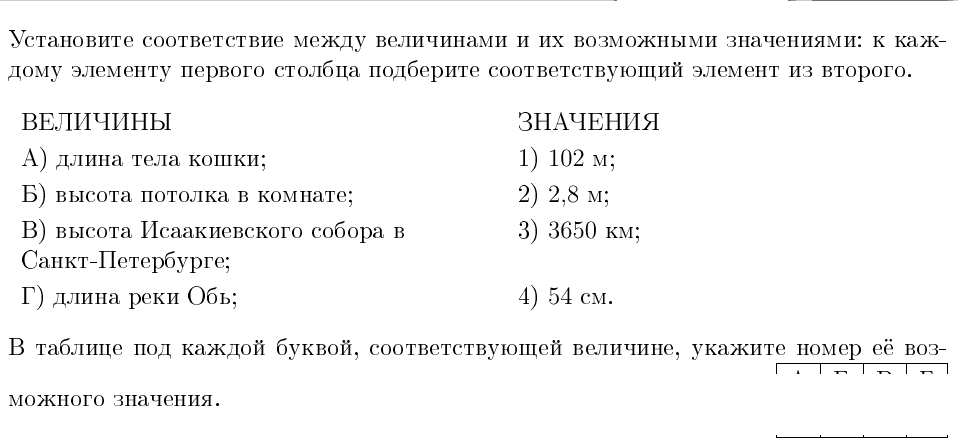 Установите соответствие между величинами и их возможными значениями: к каж-
дому элементу первого столбца подберите соответствующий элемент из второго.
ВЕЛИЧИНЫ ЗНАЧЕНИЯ
А) длина тела кошки; 1) 102 м;
Б) высота потолка в комнате; 2) 2,8 м;
В) высота Исаакиевского собора в 3) 3650 км;
Санкт-Петербурге;
Г) длина реки Обь; 4) 54 см.
В таблице под каждой буквой, соответствующей величине, укажите номер её воз-
можного значения.